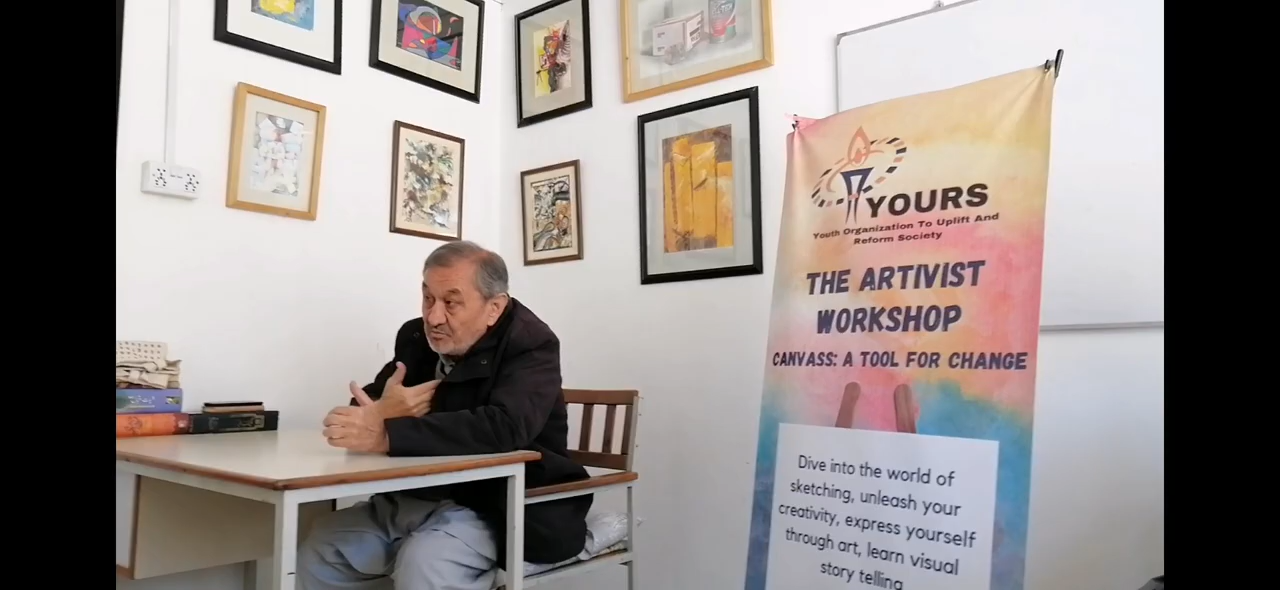 YOURS
Youth Organization To Uplift And
Reform Society
THE ARTIVIST
WORKSHOP
CANVASS: A TOOL FOR CHANGE
Dive into the world of
sketching, unleash your
creativity, express yourself
through art, learn visual
story telling